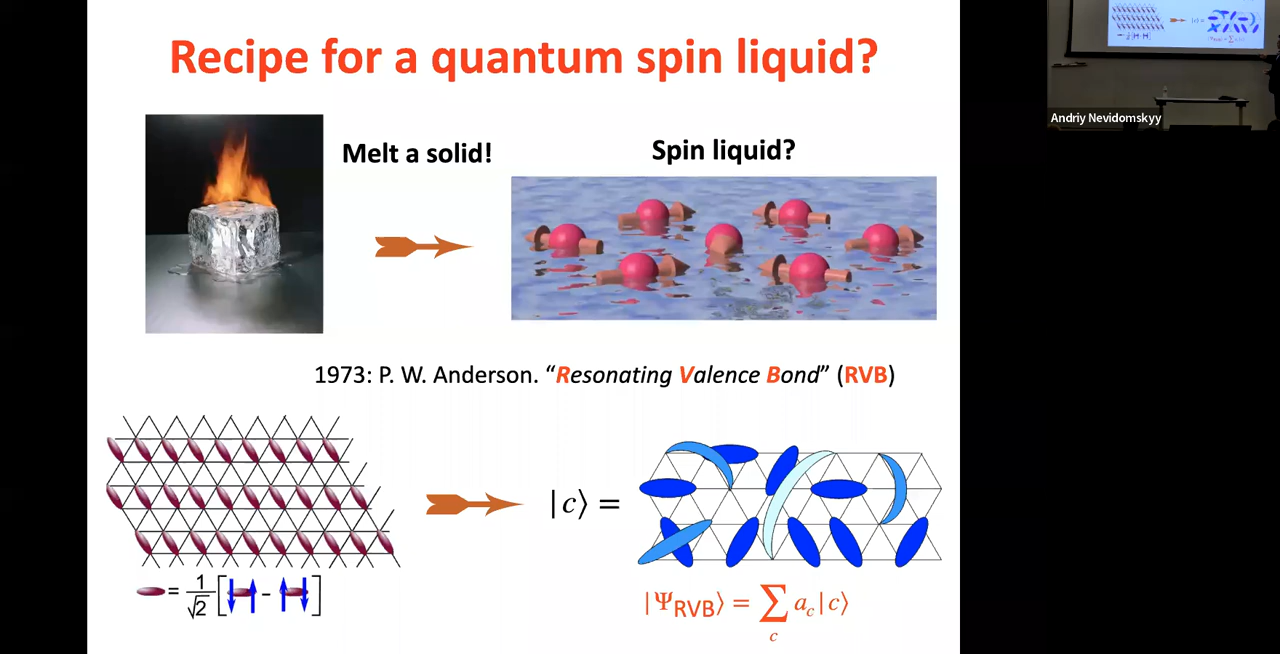 Recipe for a quantum spin liquid?
Melt a solid!
Spin liquid?
Andriy Nevidomskyy
1973: P. W. Anderson. “Resonating Valence Bond” (RVB)
|c⟩ =
= 1/√2 [ - ]
|Ψ_RVB⟩ = ∑_c a_c|c⟩